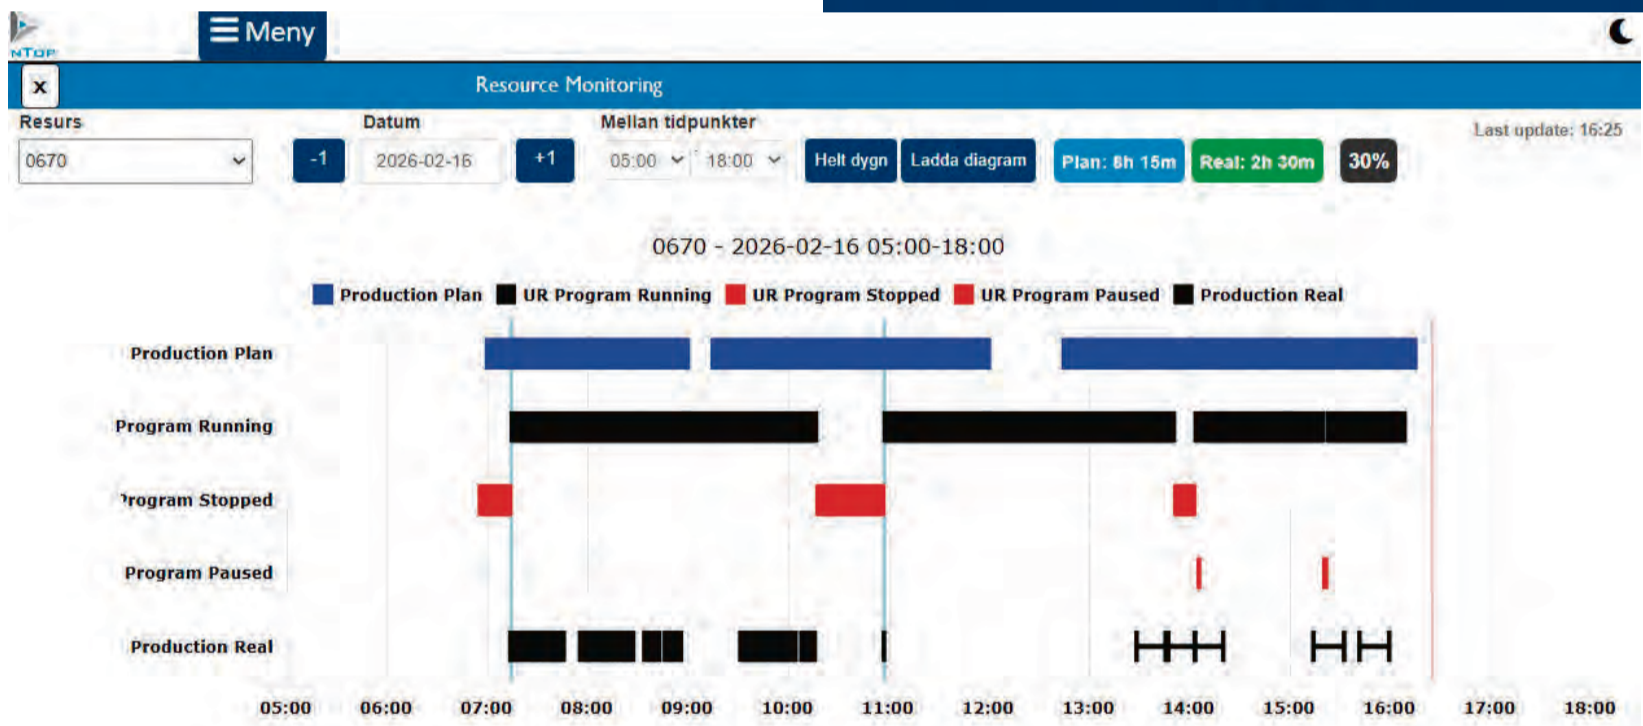 Meny
NTOP
x
Resource Monitoring
Resurs
Datum
Mellan tidpunkter
Last update: 16:25
0670
-1
2026-02-16
+1
05:00
18:00
Helt dygn
Ladda diagram
Plan: 8h 15m
Real: 2h 30m
30%
0670 - 2026-02-16 05:00-18:00
Production Plan
UR Program Running
UR Program Stopped
UR Program Paused
Production Real
Production Plan
Program Running
Program Stopped
Program Paused
Production Real
05:00 06:00 07:00 08:00 09:00 10:00 11:00 12:00 13:00 14:00 15:00 16:00 17:00 18:00